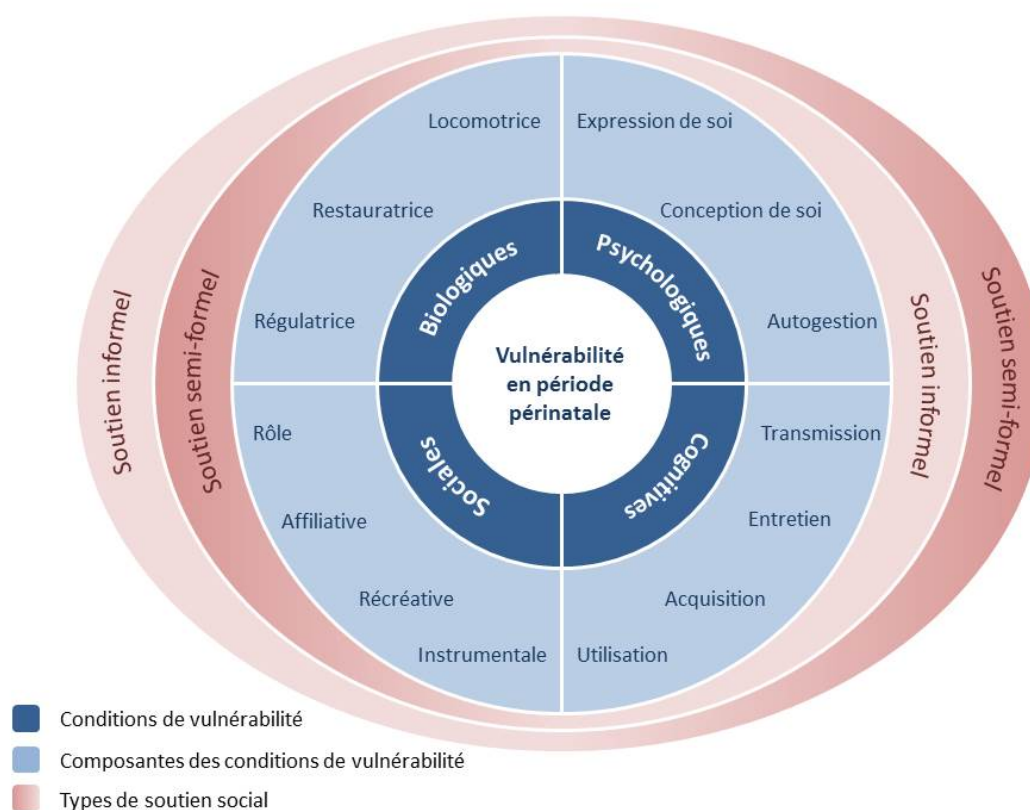 Locomotrice
Expression de soi
Restauratrice
Conception de soi
Régulatrice
Autogestion
Biologiques
Psychologiques
Vulnérabilité
en période
périnatale
Soutien informel
Soutien semi-formel
Soutien informel
Soutien semi-formel
Sociales
Cognitives
Rôle
Transmission
Affiliative
Entretien
Récréative
Acquisition
Instrumentale
Utilisation
Conditions de vulnérabilité
Composantes des conditions de vulnérabilité
Types de soutien social